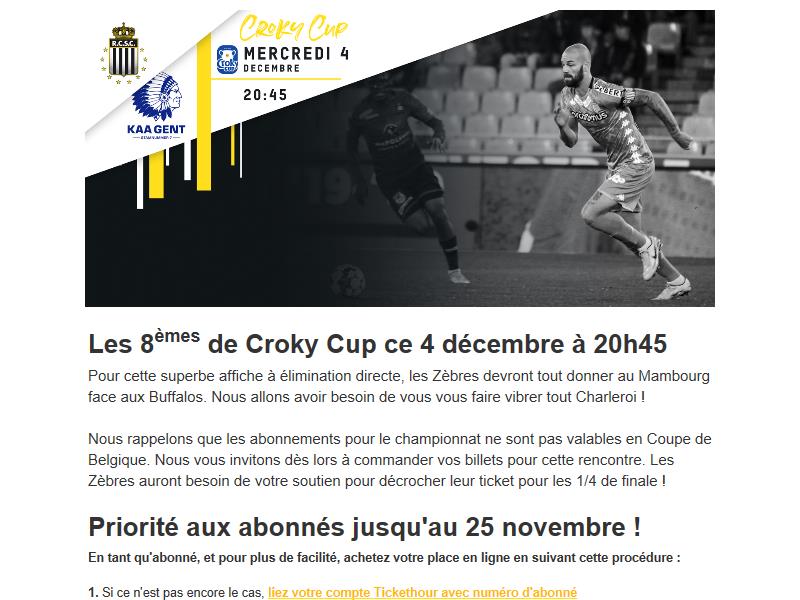 Croky Cup
R.C.S.C.
MERCREDI 4
Croky
CUP
DECEMBRE
20:45
KAA GENT
STAMNUMMER 7
Les 8èmes de Croky Cup ce 4 décembre à 20h45
Pour cette superbe affiche à élimination directe, les Zèbres devront tout donner au Mambourg
face aux Buffalos. Nous allons avoir besoin de vous vous faire vibrer tout Charleroi !
Nous rappelons que les abonnements pour le championnat ne sont pas valables en Coupe de
Belgique. Nous vous invitons dès lors à commander vos billets pour cette rencontre. Les
Zèbres auront besoin de votre soutien pour décrocher leur ticket pour les 1/4 de finale !
Priorité aux abonnés jusqu'au 25 novembre !
En tant qu'abonné, et pour plus de facilité, achetez votre place en ligne en suivant cette procédure :
1. Si ce n'est pas encore le cas, liez votre compte Tickethour avec numéro d'abonné